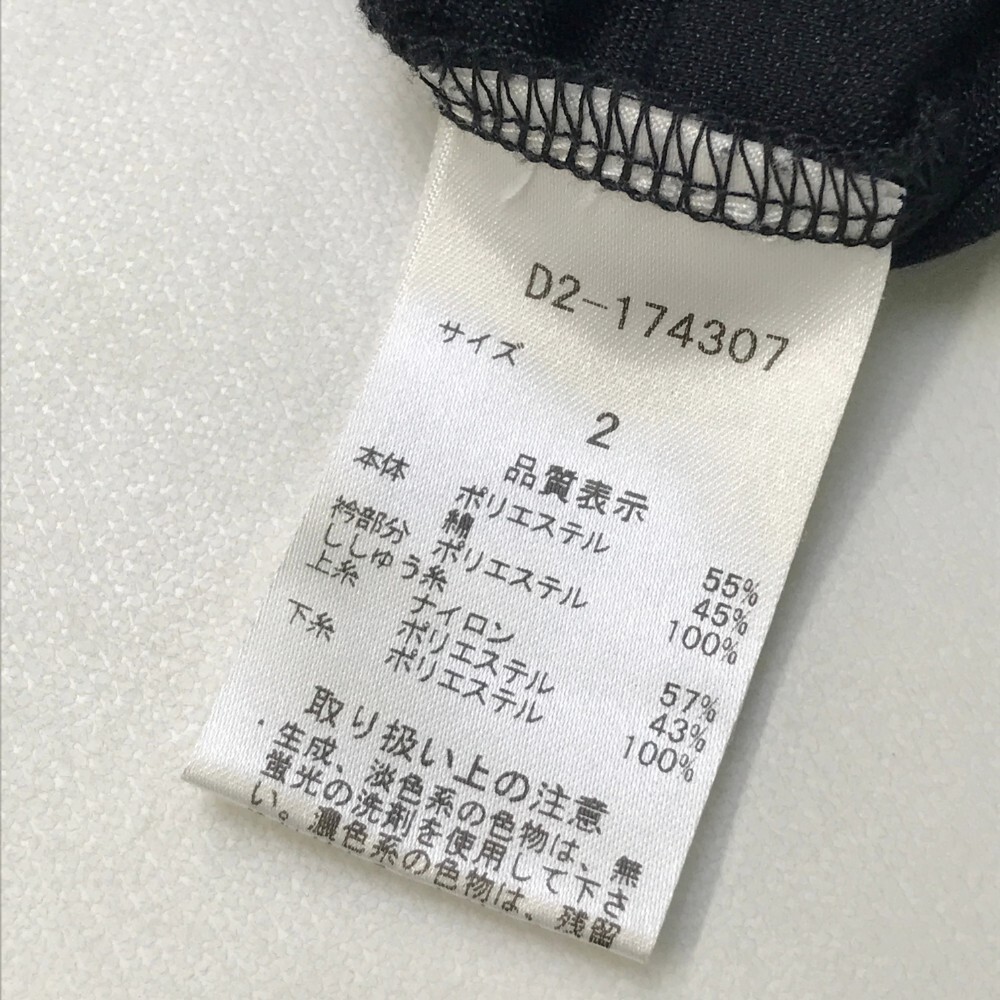 D2-174307
サイズ
2
品質表示
本体 ポリエステル 55%
綿 45%
衿部分 ポリエステル 100%
ししゅう糸
上糸 ナイロン 57%
ポリエステル 43%
下糸 ポリエステル 100%
取り扱い上の注意
・生成、淡色系の色物は、無
蛍光の洗剤を使用して下さ
い。濃色系の色物は、残留